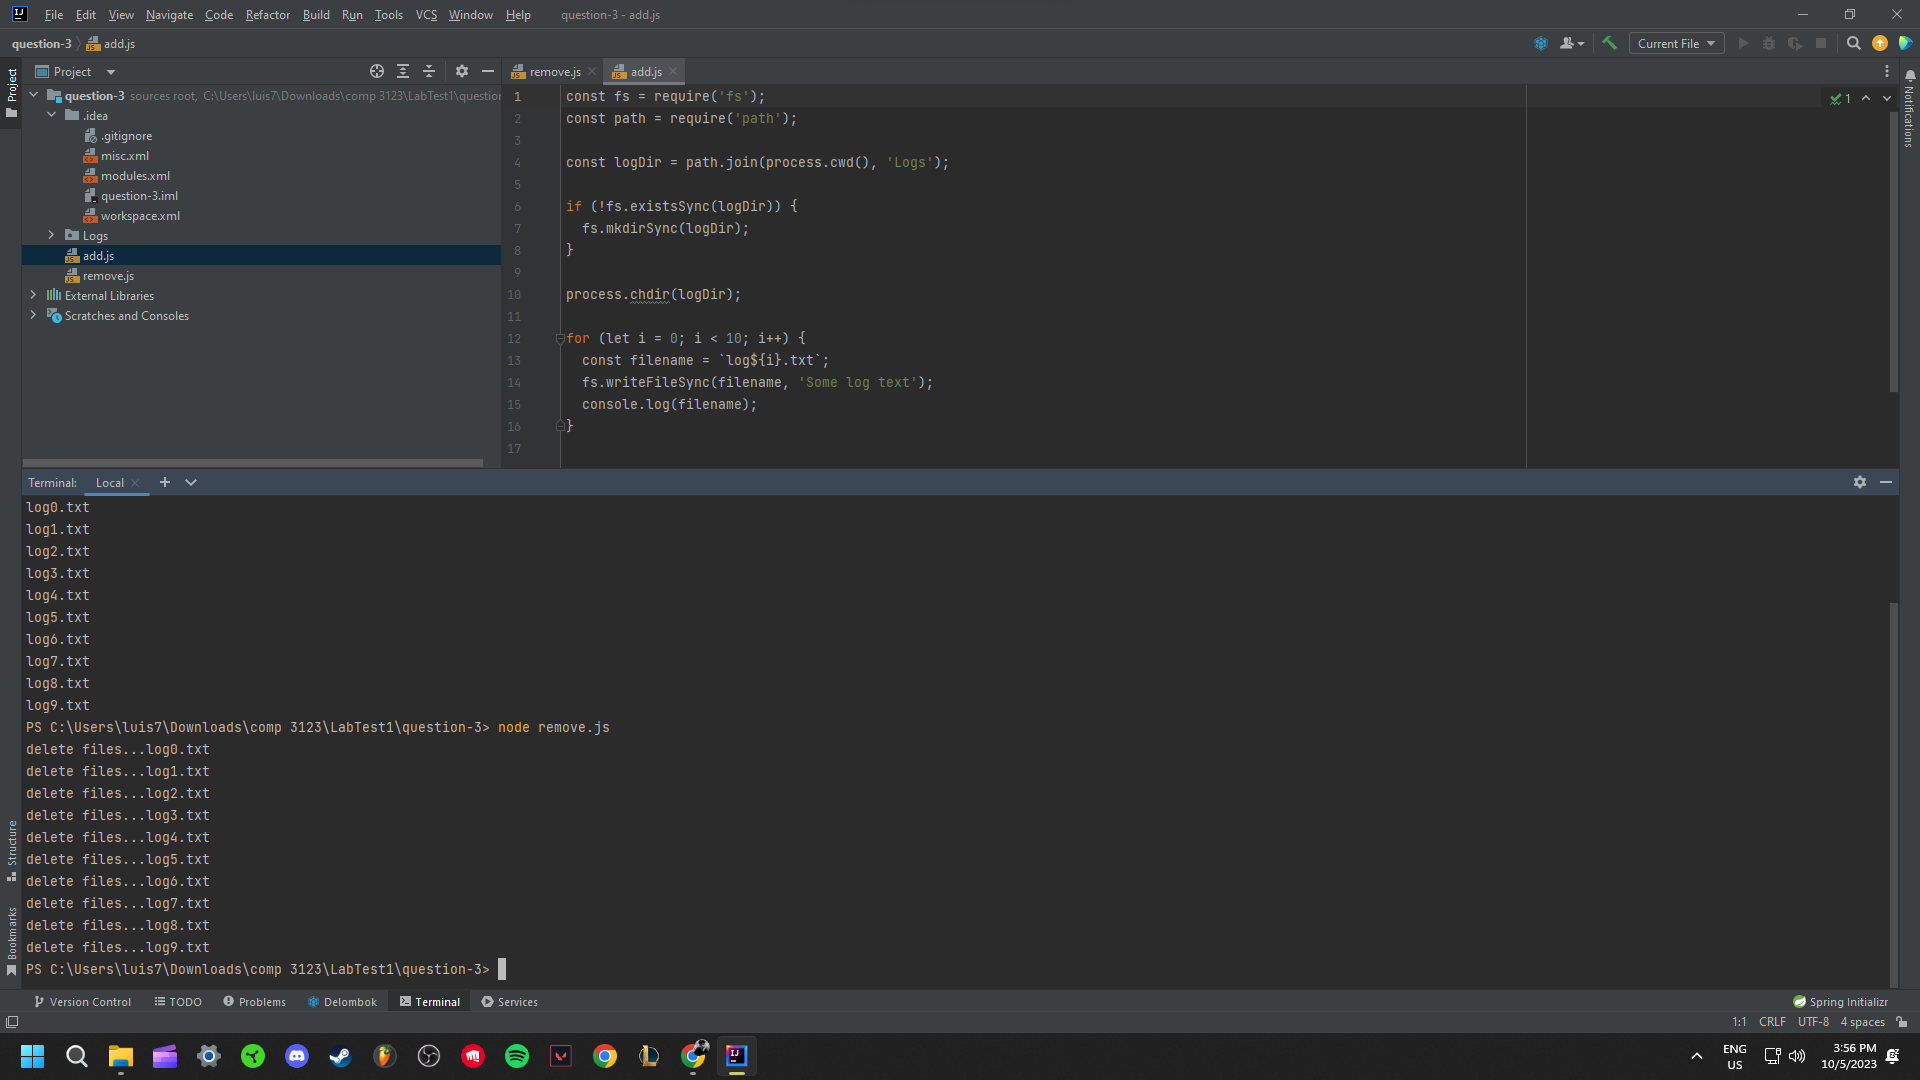 File Edit View Navigate Code Refactor Build Run Tools VCS Window Help question-3 - add.js
question-3 add.js
Current File
Project
Project
question-3 sources root, C:\Users\luis7\Downloads\comp 3123\LabTest1\question
.idea
.gitignore
misc.xml
modules.xml
question-3.iml
workspace.xml
Logs
add.js
remove.js
External Libraries
Scratches and Consoles
remove.js add.js
1 const fs = require('fs');
2 const path = require('path');
3
4 const logDir = path.join(process.cwd(), 'Logs');
5
6 if (!fs.existsSync(logDir)) {
7 fs.mkdirSync(logDir);
8 }
9
10 process.chdir(logDir);
11
12 for (let i = 0; i < 10; i++) {
13 const filename = `log${i}.txt`;
14 fs.writeFileSync(filename, 'Some log text');
15 console.log(filename);
16 }
17
1
Notifications
Terminal: Local
log0.txt
log1.txt
log2.txt
log3.txt
log4.txt
log5.txt
log6.txt
log7.txt
log8.txt
log9.txt
PS C:\Users\luis7\Downloads\comp 3123\LabTest1\question-3> node remove.js
delete files...log0.txt
delete files...log1.txt
delete files...log2.txt
delete files...log3.txt
delete files...log4.txt
delete files...log5.txt
delete files...log6.txt
delete files...log7.txt
delete files...log8.txt
delete files...log9.txt
PS C:\Users\luis7\Downloads\comp 3123\LabTest1\question-3>
Structure
Bookmarks
Version Control TODO Problems Delombok Terminal Services
Spring Initializr
1:1 CRLF UTF-8 4 spaces
ENG
US
3:56 PM
10/5/2023